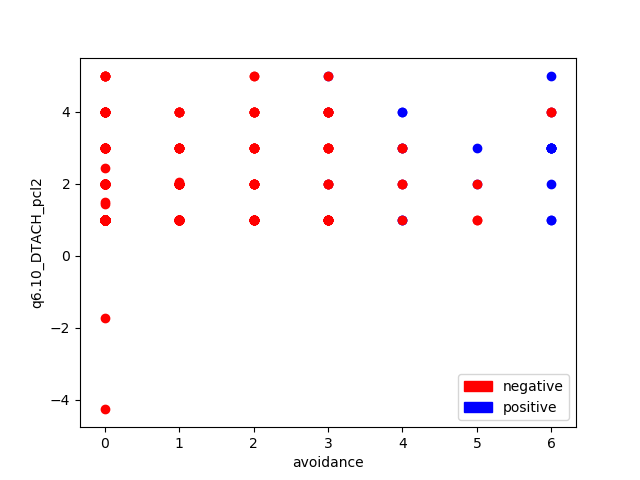 4
2
0
−2
−4
q6.10_DTACH_pcl2
negative
positive
0 1 2 3 4 5 6
avoidance